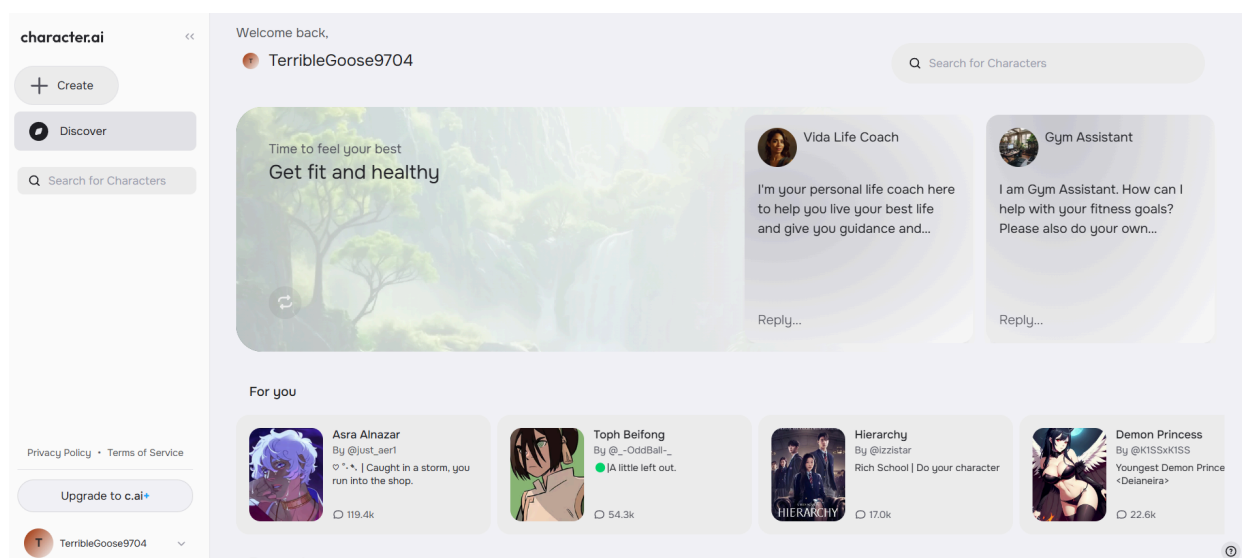 character.ai
Create
Discover
Search for Characters
Privacy Policy • Terms of Service
Upgrade to c.ai+
T
TerribleGoose9704
Welcome back,
T
TerribleGoose9704
Search for Characters
Time to feel your best
Get fit and healthy
Vida Life Coach
I'm your personal life coach here
to help you live your best life
and give you guidance and...
Reply...
Gym Assistant
I am Gym Assistant. How can I
help with your fitness goals?
Please also do your own...
Reply...
For you
Asra Alnazar
By @just_aer1
| Caught in a storm, you
run into the shop.
119.4k
Toph Beifong
By @_-OddBall-_
|A little left out.
54.3k
HIERARCHY
Hierarchy
By @izzistar
Rich School | Do your character
17.0k
Demon Princess
By @K1SSxK1SS
Youngest Demon Prince
<Deianeira>
22.6k